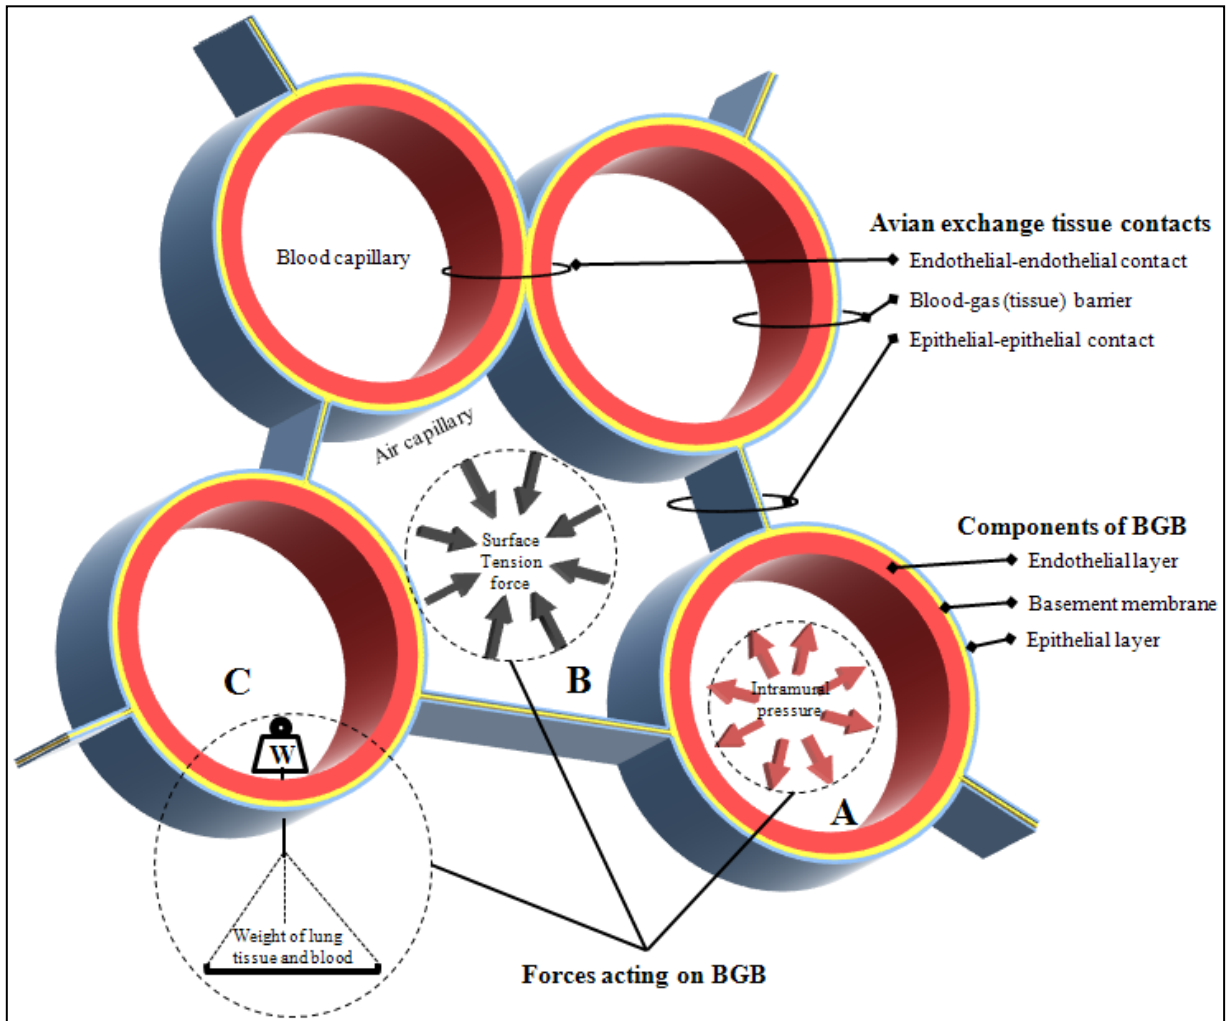 Avian exchange tissue contacts
Endothelial-endothelial contact
Blood-gas (tissue) barrier
Epithelial-epithelial contact
Blood capillary
Air capillary
Surface
Tension
force
Components of BGB
Endothelial layer
Basement membrane
Epithelial layer
C
B
Intramural
pressure
A
W
Weight of lung
tissue and blood
Forces acting on BGB